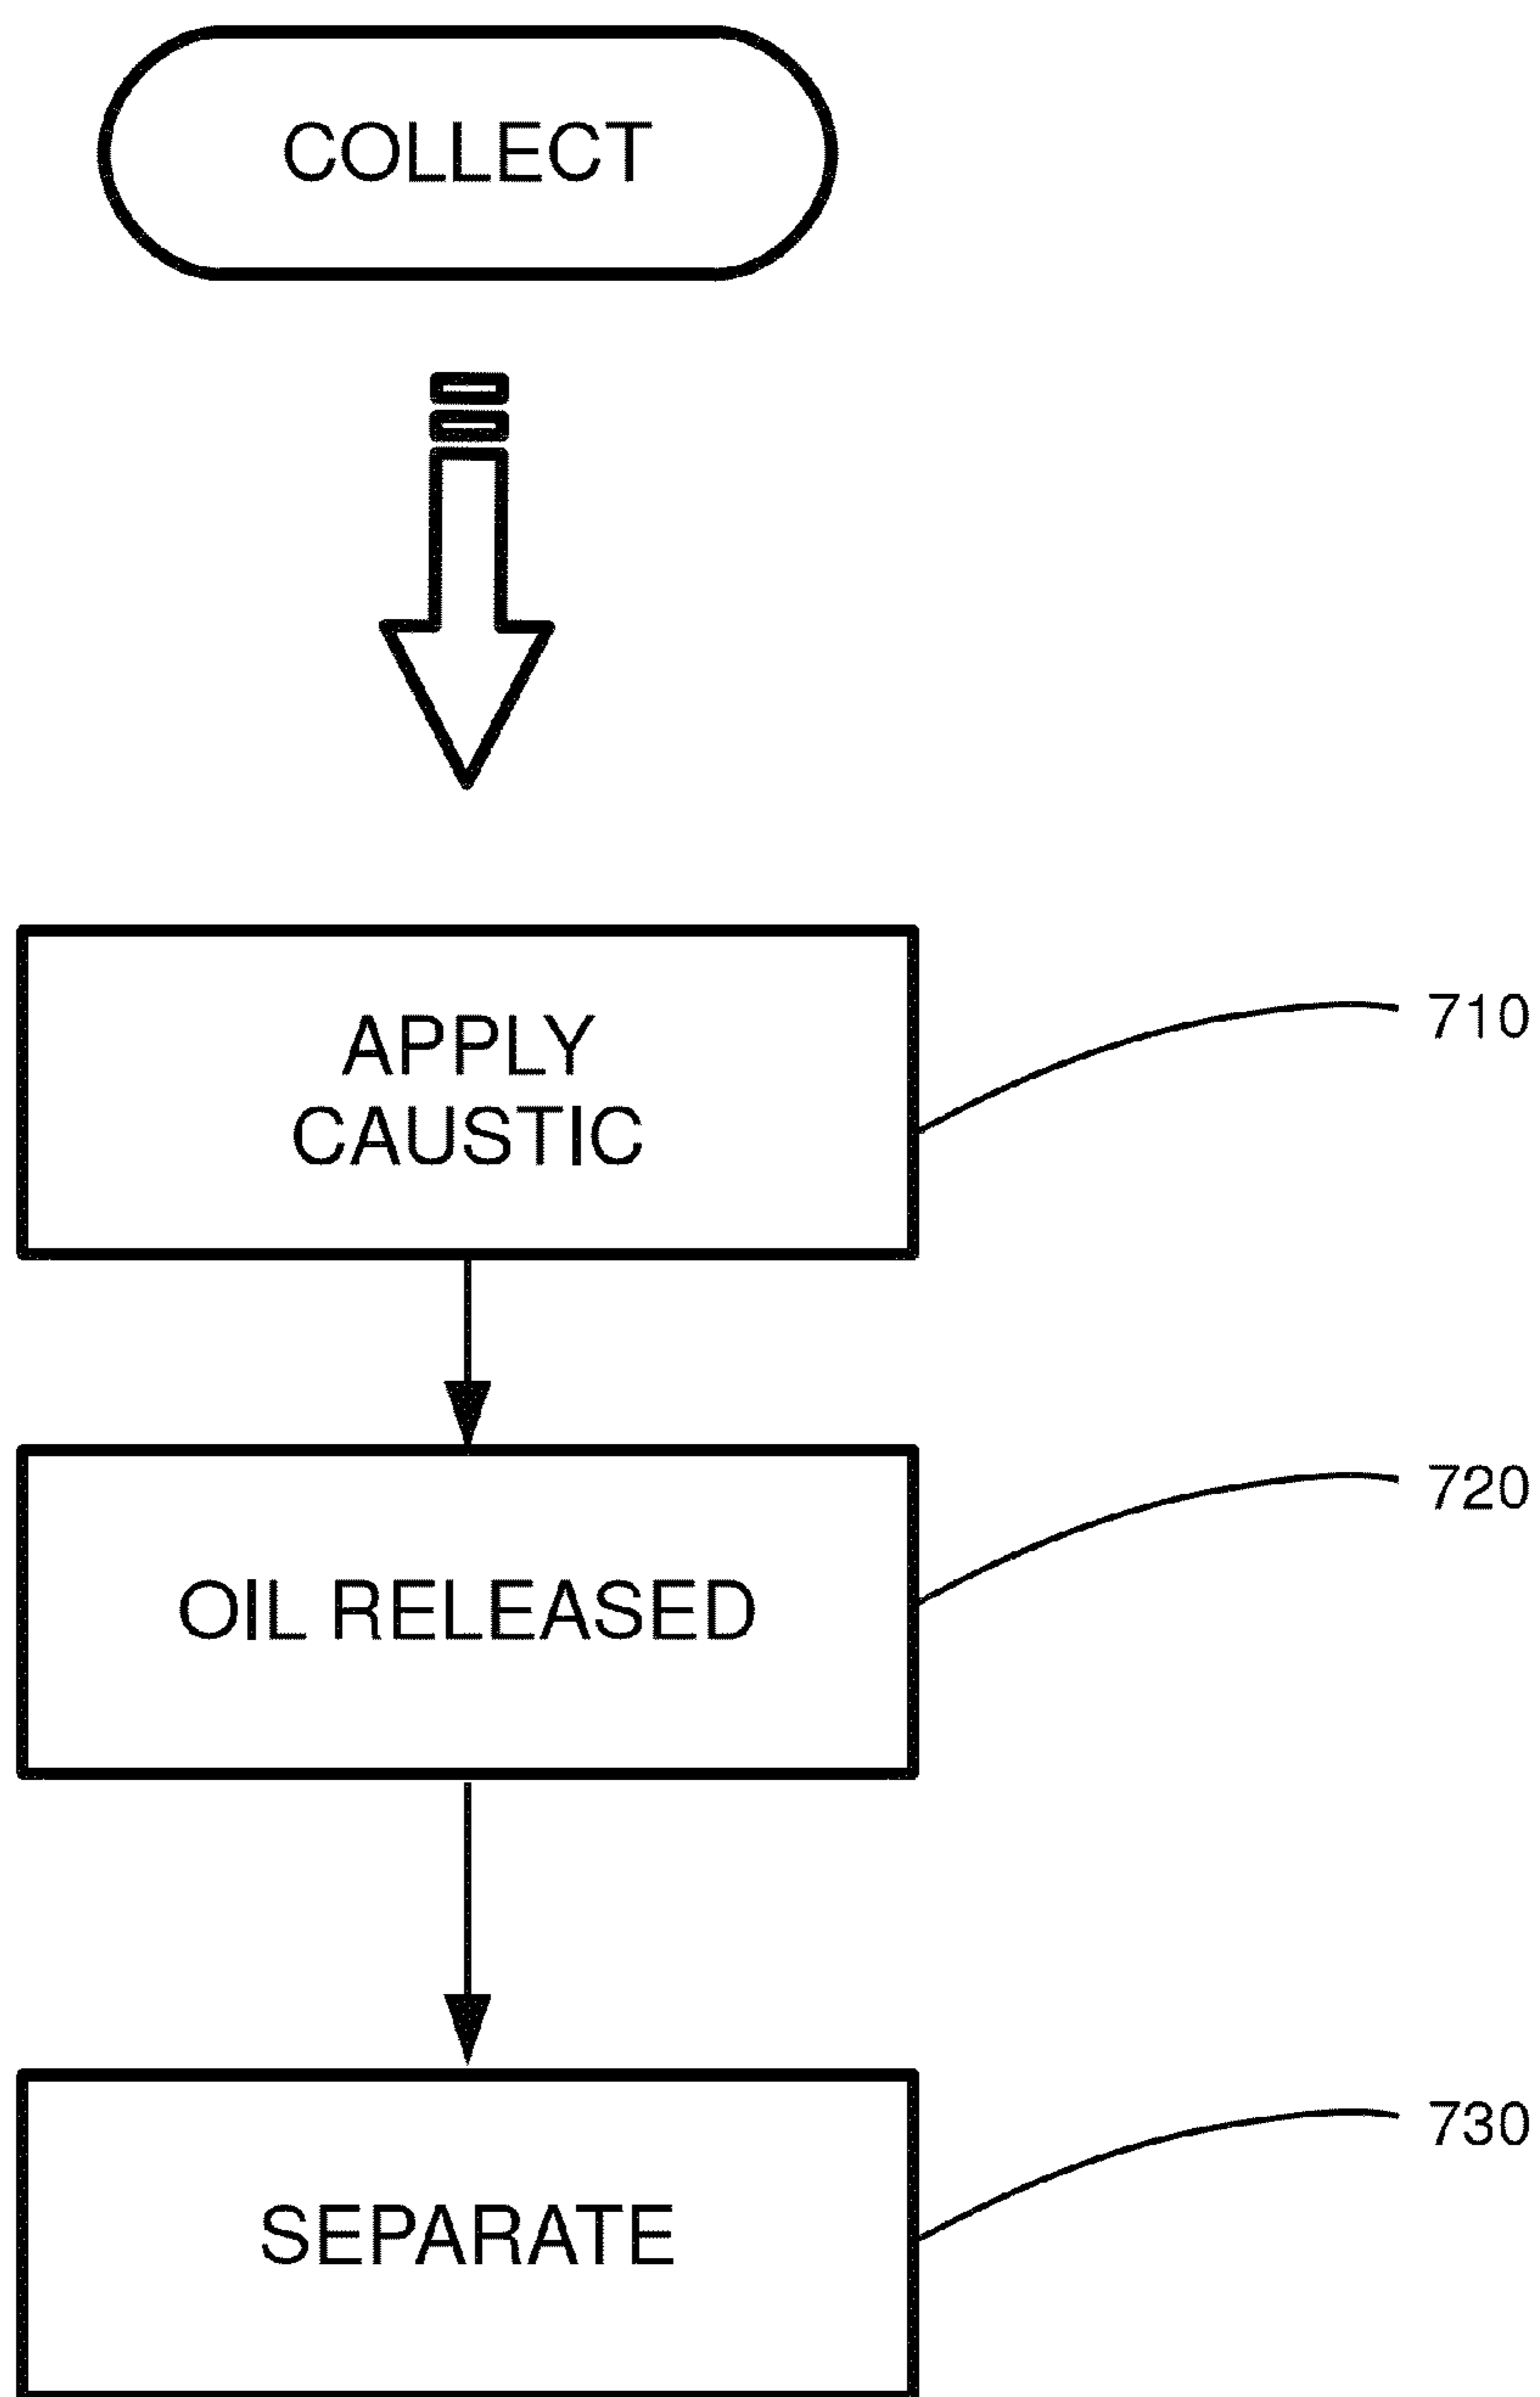 COLLECT
APPLY
CAUSTIC
710
OIL RELEASED
720
SEPARATE
730